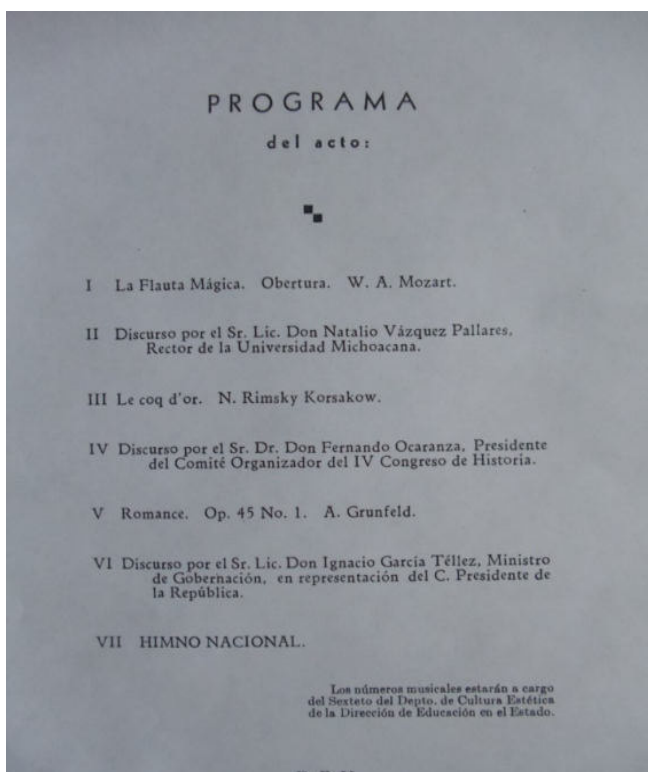 PROGRAMA
del acto:
I La Flauta Mágica. Obertura. W. A. Mozart.
II Discurso por el Sr. Lic. Don Natalio Vázquez Pallares,
Rector de la Universidad Michoacana.
III Le coq d'or. N. Rimsky Korsakow.
IV Discurso por el Sr. Dr. Don Fernando Ocaranza, Presidente
del Comité Organizador del IV Congreso de Historia.
V Romance. Op. 45 No. 1. A. Grunfeld.
VI Discurso por el Sr. Lic. Don Ignacio García Téllez, Ministro
de Gobernación, en representación del C. Presidente de
la República.
VII HIMNO NACIONAL.
Los números musicales estarán a cargo
del Sexteto del Depto. de Cultura Estética
de la Dirección de Educación en el Estado.